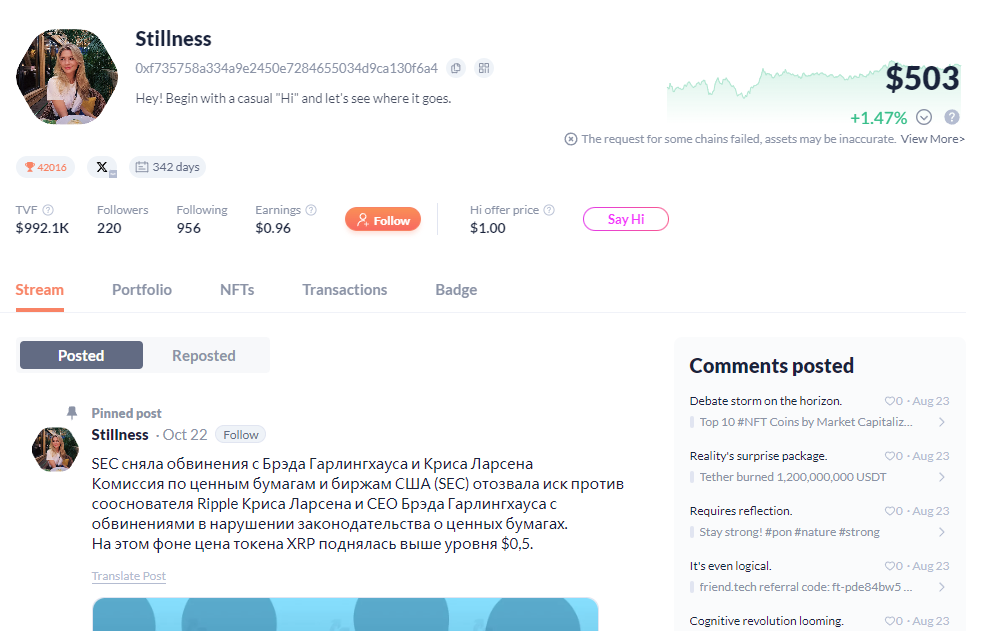 Stillness
0xf735758a334a9e2450e7284655034d9ca130f6a4
Hey! Begin with a casual "Hi" and let's see where it goes.
$503
+1.47%
The request for some chains failed, assets may be inaccurate. View More>
42016
X
342 days
TVF
$992.1K
Followers
220
Following
956
Earnings
$0.96
Follow
Hi offer price
$1.00
Say Hi
Stream
Portfolio
NFTs
Transactions
Badge
Posted
Reposted
Pinned post
Stillness · Oct 22 Follow
SEC сняла обвинения с Брэда Гарлингхауса и Криса Ларсена
Комиссия по ценным бумагам и биржам США (SEC) отозвала иск против
сооснователя Ripple Криса Ларсена и CEO Брэда Гарлингхауса с
обвинениями в нарушении законодательства о ценных бумагах.
На этом фоне цена токена XRP поднялась выше уровня $0,5.
Translate Post
Comments posted
Debate storm on the horizon. 0 · Aug 23
Top 10 #NFT Coins by Market Capitaliz...
Reality's surprise package. 0 · Aug 23
Tether burned 1,200,000,000 USDT
Requires reflection. 0 · Aug 23
Stay strong! #pon #nature #strong
It's even logical. 0 · Aug 23
friend.tech referral code: ft-pde84bw5 ...
Cognitive revolution looming. 0 · Aug 23